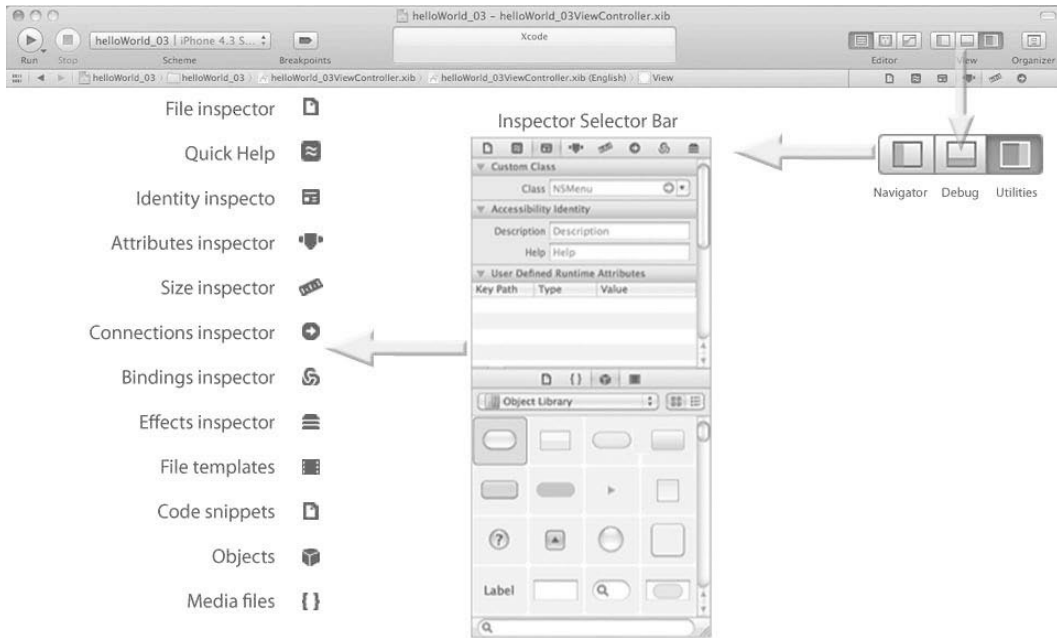 helloWorld_03 – helloWorld_03ViewController.xib
helloWorld_03 | iPhone 4.3 S...
Xcode
Run
Stop
Scheme
Breakpoints
Editor
View
Organizer
helloWorld_03
helloWorld_03
helloWorld_03ViewController.xib
helloWorld_03ViewController.xib (English)
View
File inspector
Quick Help
Identity inspecto
Attributes inspector
Size inspector
Connections inspector
Bindings inspector
Effects inspector
File templates
Code snippets
Objects
Media files
{ }
Inspector Selector Bar
Custom Class
Class NSMenu
Accessibility Identity
Description Description
Help Help
User Defined Runtime Attributes
Key Path Type Value
{ }
Object Library
?
Label
Navigator Debug Utilities